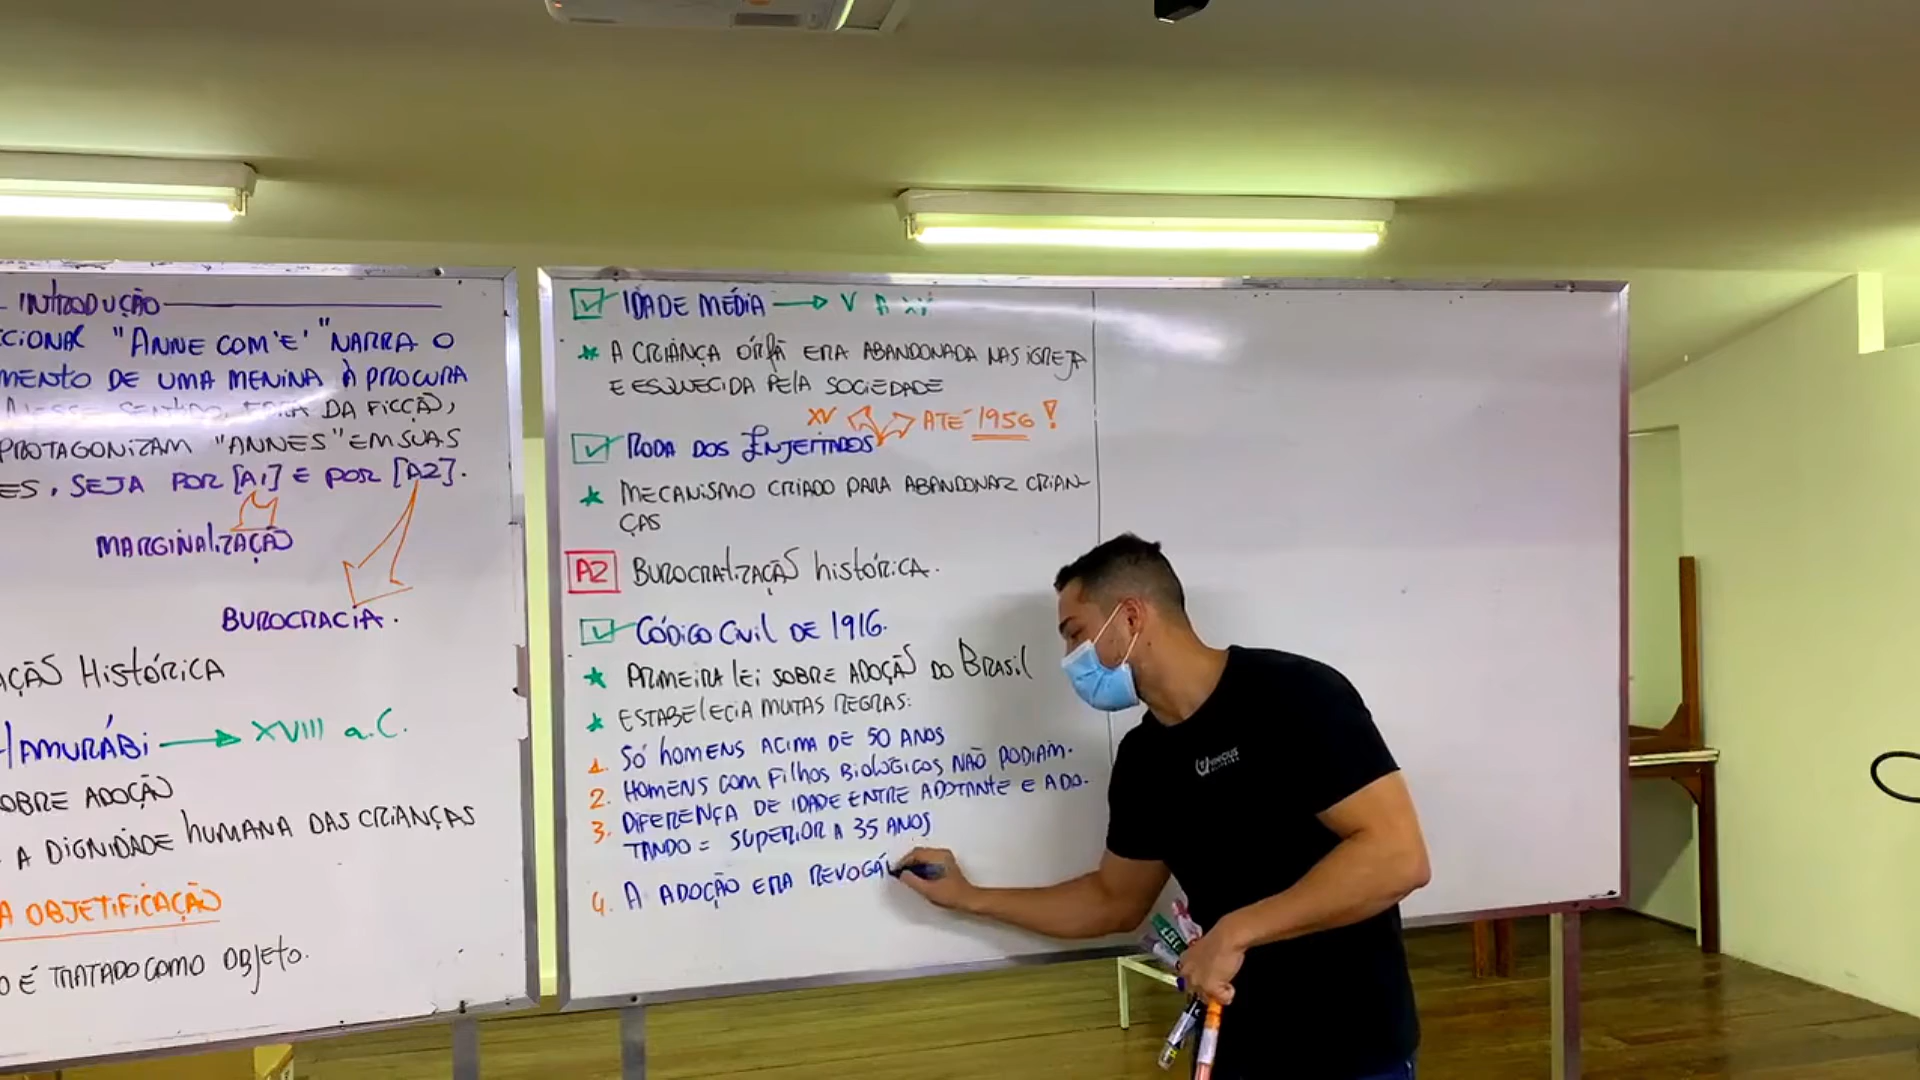 INTRODUÇÃO
CIONAL "ANNE COM 'E'" NARRA O
MENTO DE UMA MENINA À PROCURA
DA FICÇÃO,
PROTAGONIZAM "ANNES" EM SUAS
ES, SEJA POR [A1] E POR [A2].
MARGINALIZAÇÃO
BUROCRACIA.
AÇÃO HISTÓRICA
HAMURÁBI → XVIII a.C.
OBRE ADOÇÃO
A DIGNIDADE HUMANA DAS CRIANÇAS
A OBJETIFICAÇÃO
O É TRATADO COMO OBJETO.
IDADE MÉDIA → V A
A CRIANÇA ÓRFÃ ERA ABANDONADA NAS IGREJA
E ESQUECIDA PELA SOCIEDADE
XV ATÉ 1956!
RODA DOS ENJEITADOS
MECANISMO CRIADO PARA ABANDONAR CRIAN-
ÇAS
A2 BUROCRATIZAÇÃO HISTÓRICA.
CÓDIGO CIVIL DE 1916.
PRIMEIRA LEI SOBRE ADOÇÃO DO BRASIL
ESTABELECIA MUTAS REGRAS:
1. SÓ HOMENS ACIMA DE 50 ANOS
2. HOMENS COM FILHOS BIOLÓGICOS NÃO PODIAM.
3. DIFERENÇA DE IDADE ENTRE ADOTANTE E ADO-
TANDO = SUPERIOR A 35 ANOS
4. A ADOÇÃO ERA REVOGÁV